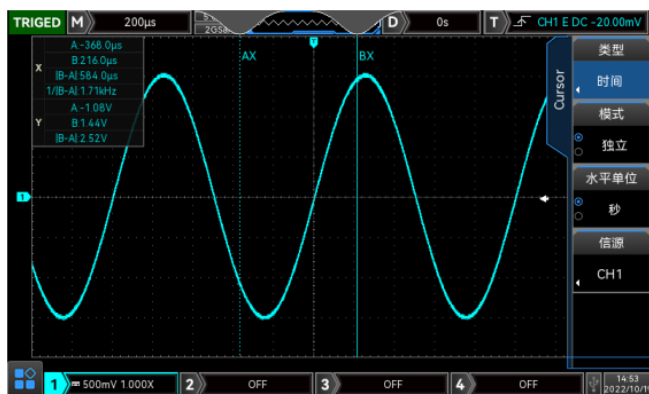 TRIGED M 200µs D 0s T CH1 E DC -20.00mV
A:-368.0µs
X
B:216.0µs
|B-A|:584.0µs
1/|B-A|:1.71kHz
A:-1.08V
Y B:1.44V
|B-A|:2.52V
AX BX
T
1
Cursor
类型
时间
模式
独立
水平单位
秒
信源
CH1
1 500mV 1.000X 2 OFF 3 OFF 4 OFF 14:53